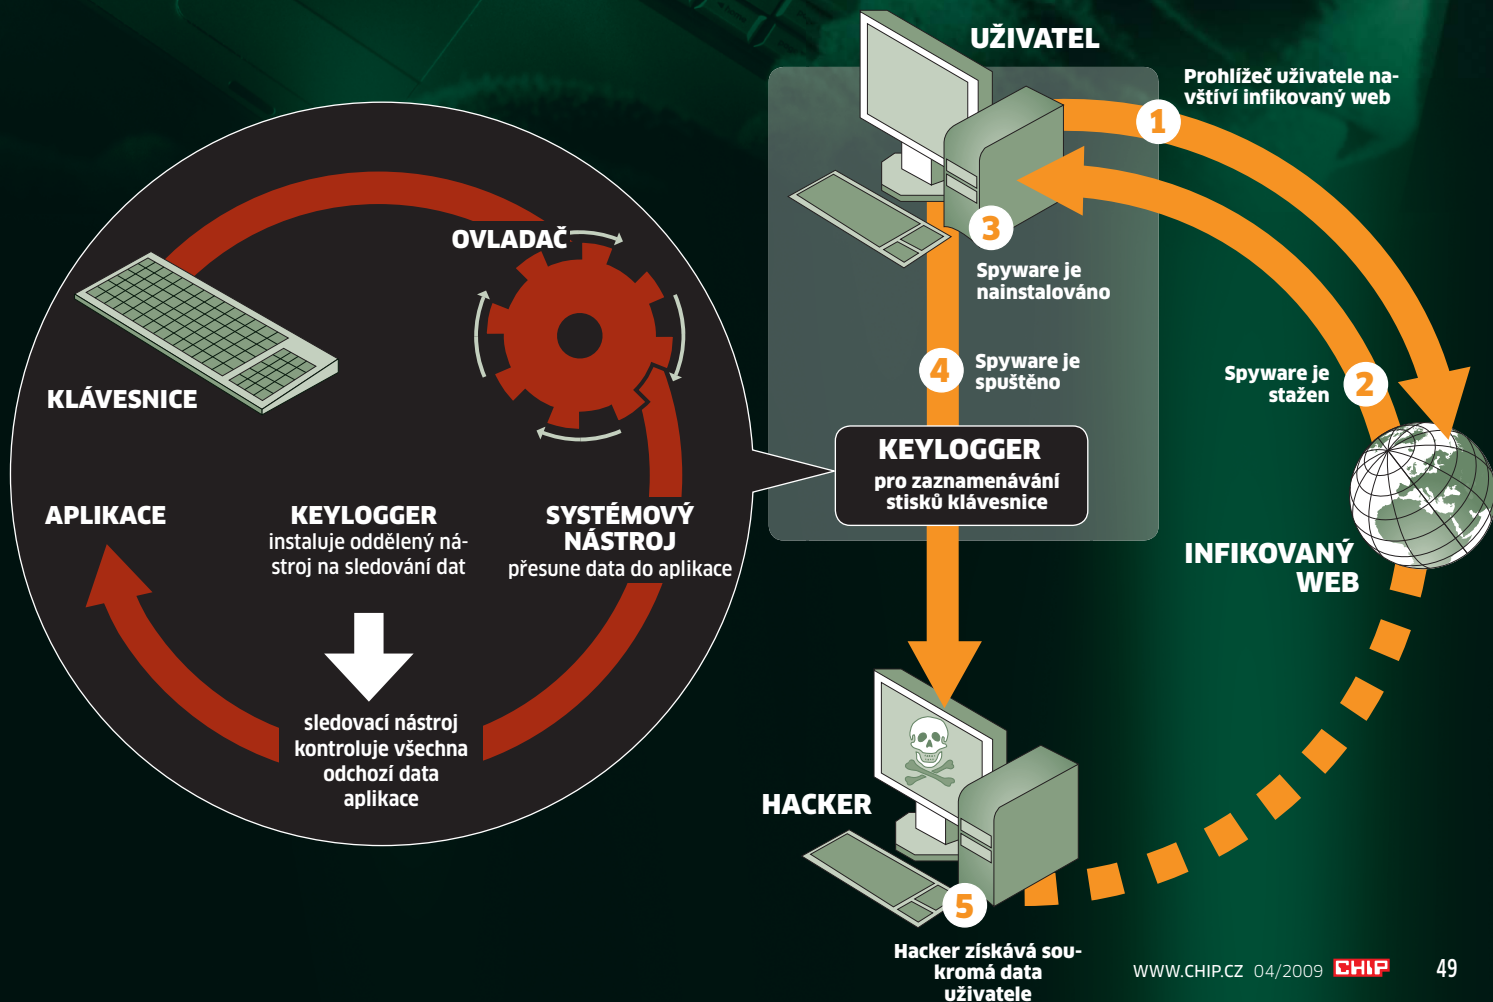 UŽIVATEL
Prohlížeč uživatele na-
vštíví infikovaný web
1
OVLADAČ
3
Spyware je
nainstalováno
KLÁVESNICE
4
Spyware je
spuštěno
Spyware je
stažen
2
KEYLOGGER
pro zaznamenávání
stisků klávesnice
APLIKACE
KEYLOGGER
instaluje oddělený ná-
stroj na sledování dat
SYSTÉMOVÝ
NÁSTROJ
přesune data do aplikace
INFIKOVANÝ
WEB
sledovací nástroj
kontroluje všechna
odchozí data
aplikace
HACKER
5
Hacker získává sou-
kromá data
uživatele
WWW.CHIP.CZ 04/2009 CHIP 49